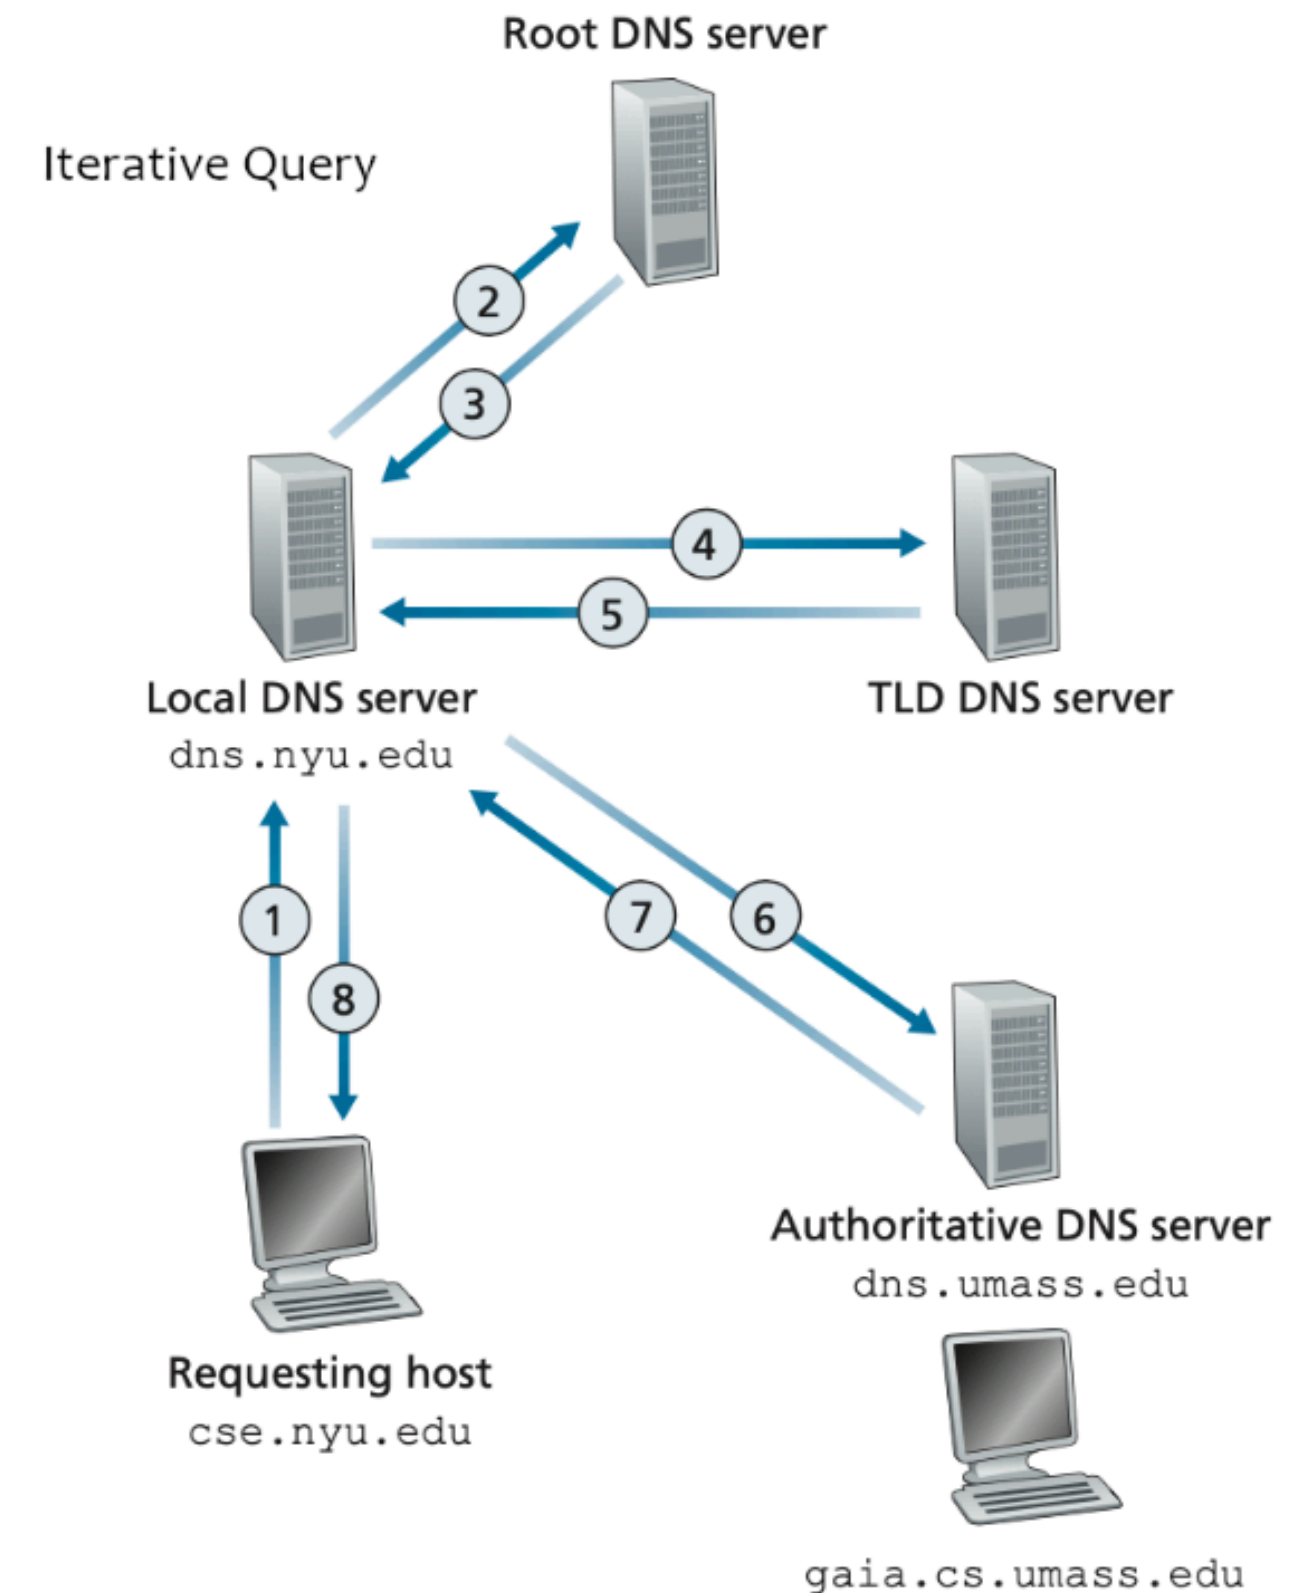 Root DNS server
Iterative Query
2
3
4
5
Local DNS server
dns.nyu.edu
TLD DNS server
1
8
7
6
Authoritative DNS server
dns.umass.edu
Requesting host
cse.nyu.edu
gaia.cs.umass.edu